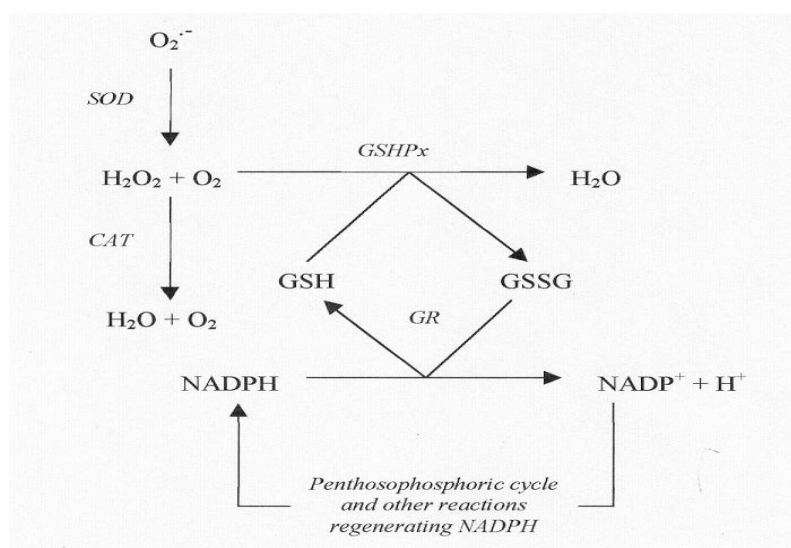 O₂·⁻
SOD
GSHPx
H₂O₂ + O₂
H₂O
CAT
GSH
GSSG
GR
H₂O + O₂
NADPH
NADP⁺ + H⁺
Penthosophosphoric cycle
and other reactions
regenerating NADPH